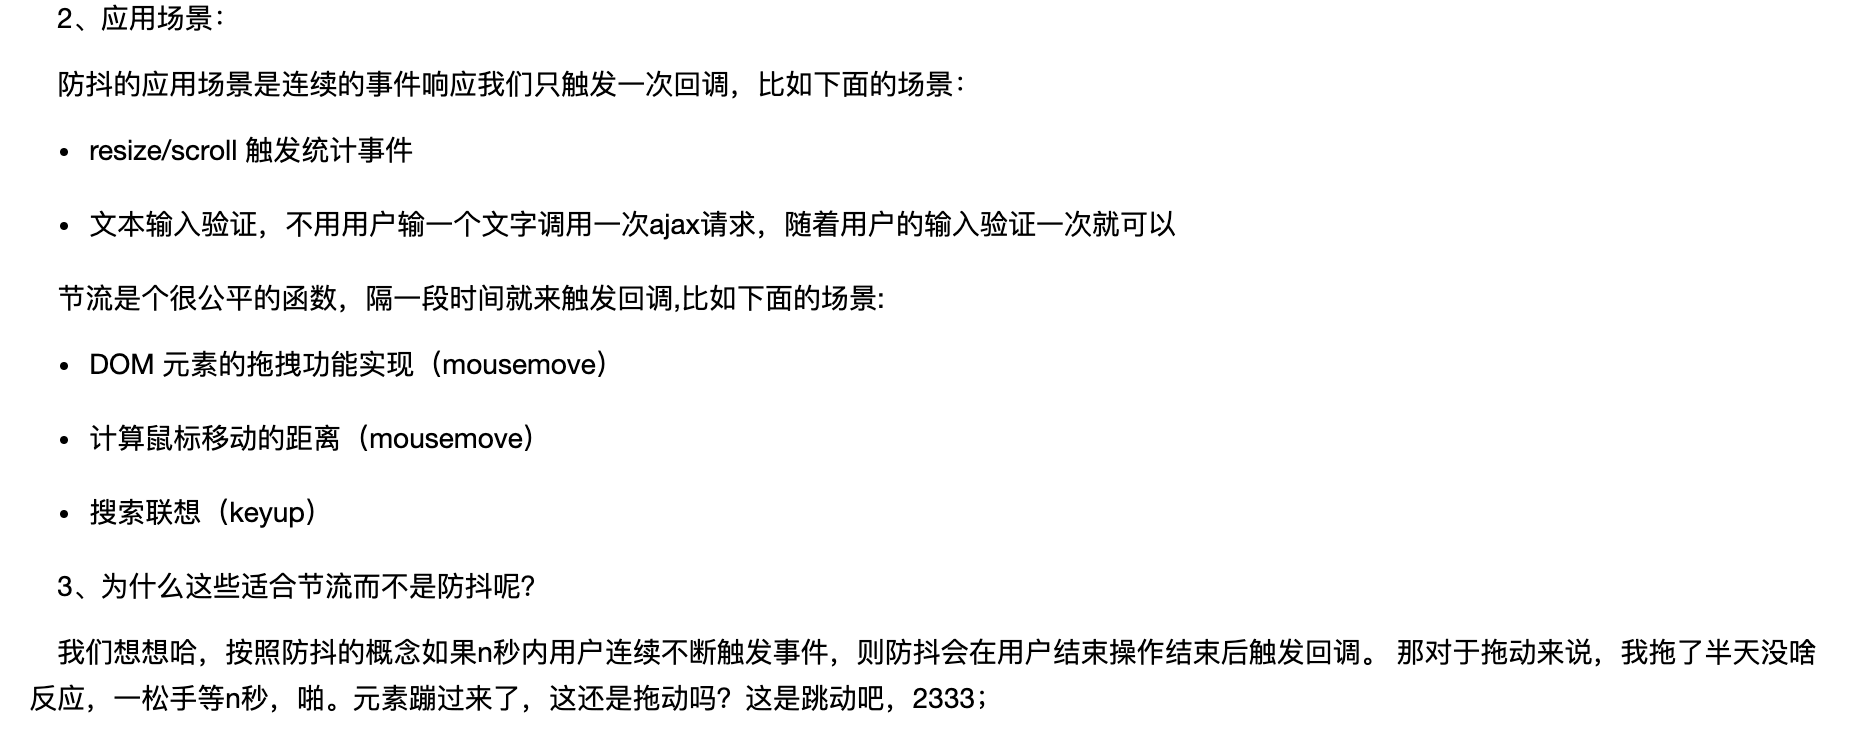 2、应用场景：
防抖的应用场景是连续的事件响应我们只触发一次回调，比如下面的场景：
• resize/scroll 触发统计事件
• 文本输入验证，不用用户输一个文字调用一次ajax请求，随着用户的输入验证一次就可以
节流是个很公平的函数，隔一段时间就来触发回调,比如下面的场景:
• DOM 元素的拖拽功能实现（mousemove）
• 计算鼠标移动的距离（mousemove）
• 搜索联想（keyup）
3、为什么这些适合节流而不是防抖呢？
我们想想哈，按照防抖的概念如果n秒内用户连续不断触发事件，则防抖会在用户结束操作结束后触发回调。 那对于拖动来说，我拖了半天没啥
反应，一松手等n秒，啪。元素蹦过来了，这还是拖动吗？这是跳动吧，2333；